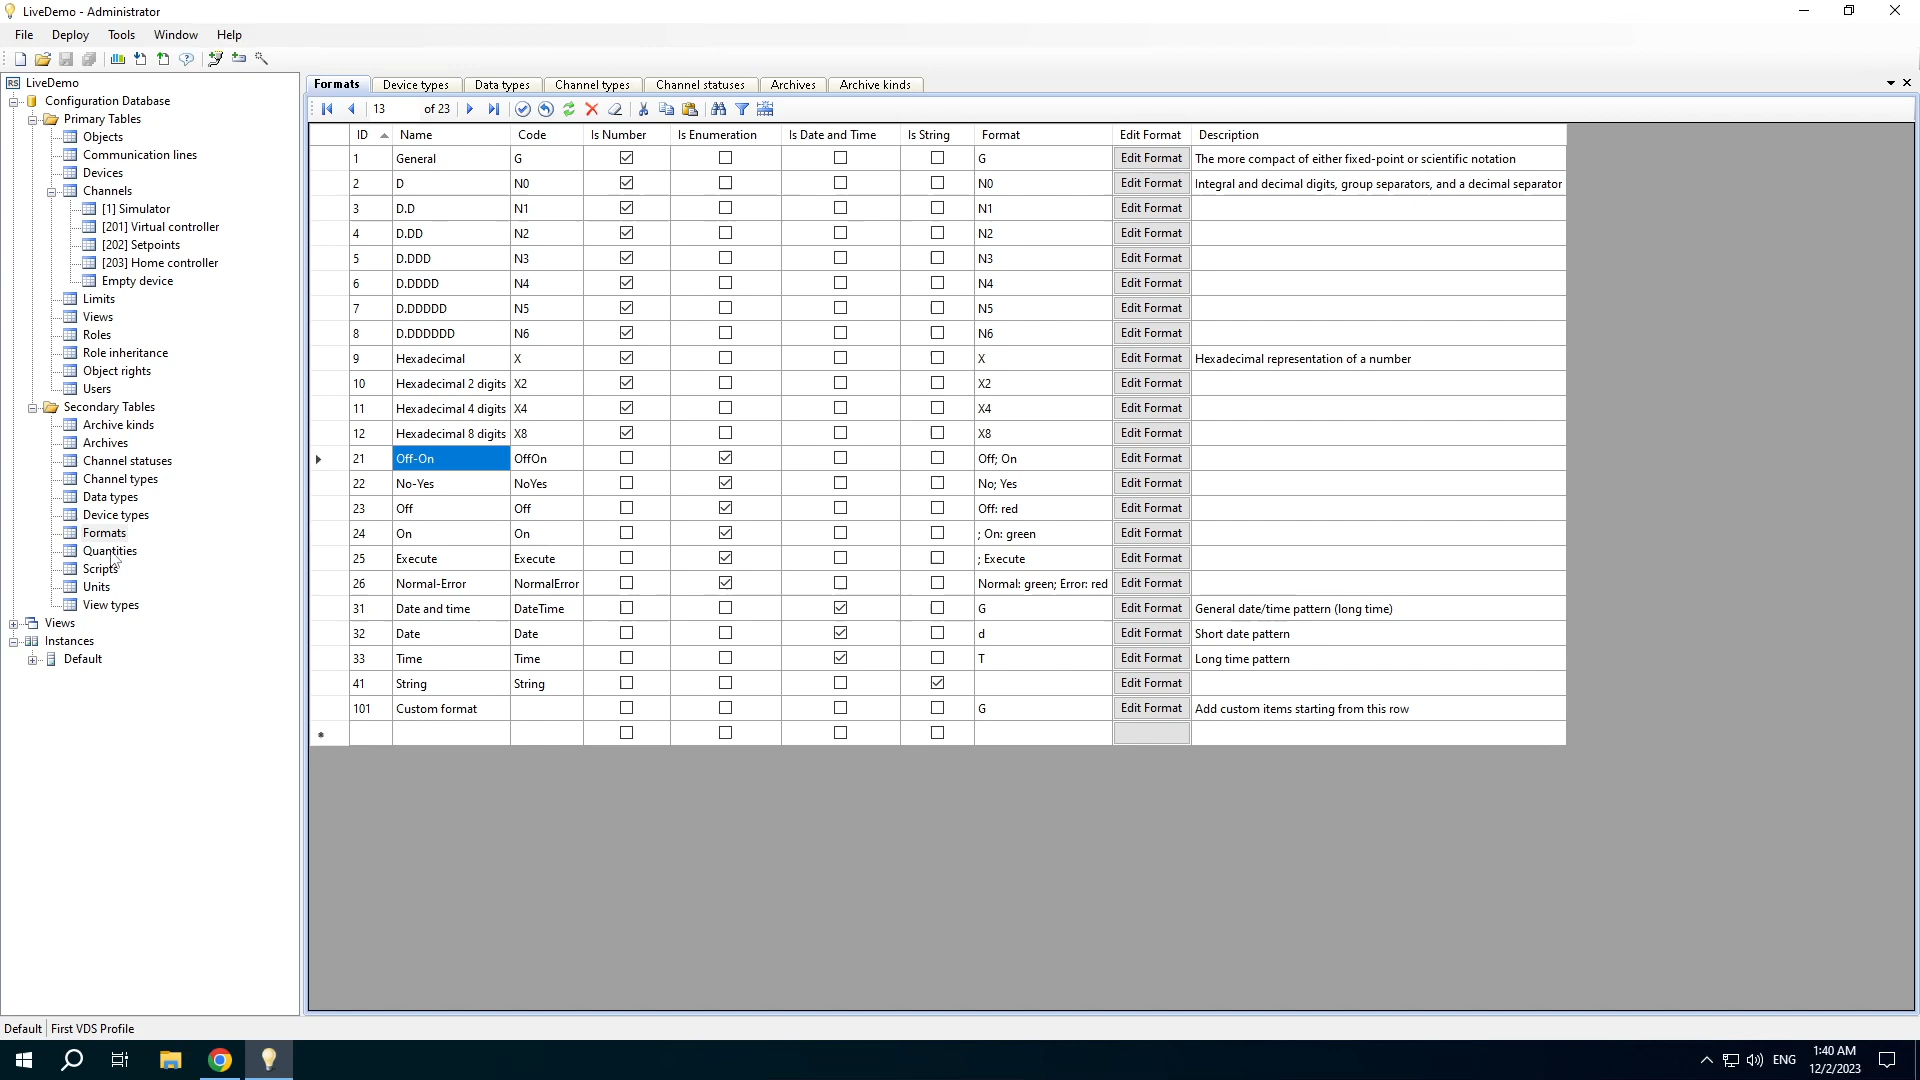 LiveDemo - Administrator
File Deploy Tools Window Help
LiveDemo
Configuration Database
Primary Tables
Objects
Communication lines
Devices
Channels
[1] Simulator
[201] Virtual controller
[202] Setpoints
[203] Home controller
Empty device
Limits
Views
Roles
Role inheritance
Object rights
Users
Secondary Tables
Archive kinds
Archives
Channel statuses
Channel types
Data types
Device types
Formats
Quantities
Scripts
Units
View types
Views
Instances
Default
Formats Device types Data types Channel types Channel statuses Archives Archive kinds
13 of 23
ID Name Code Is Number Is Enumeration Is Date and Time Is String Format Edit Format Description
1 General G G Edit Format The more compact of either fixed-point or scientific notation
2 D N0 N0 Edit Format Integral and decimal digits, group separators, and a decimal separator
3 D.D N1 N1 Edit Format
4 D.DD N2 N2 Edit Format
5 D.DDD N3 N3 Edit Format
6 D.DDDD N4 N4 Edit Format
7 D.DDDDD N5 N5 Edit Format
8 D.DDDDDD N6 N6 Edit Format
9 Hexadecimal X X Edit Format Hexadecimal representation of a number
10 Hexadecimal 2 digits X2 X2 Edit Format
11 Hexadecimal 4 digits X4 X4 Edit Format
12 Hexadecimal 8 digits X8 X8 Edit Format
21 Off-On OffOn Off; On Edit Format
22 No-Yes NoYes No; Yes Edit Format
23 Off Off Off: red Edit Format
24 On On ; On: green Edit Format
25 Execute Execute ; Execute Edit Format
26 Normal-Error NormalError Normal: green; Error: red Edit Format
31 Date and time DateTime G Edit Format General date/time pattern (long time)
32 Date Date d Edit Format Short date pattern
33 Time Time T Edit Format Long time pattern
41 String String Edit Format
101 Custom format G Edit Format Add custom items starting from this row
Default First VDS Profile
ENG
1:40 AM
12/2/2023